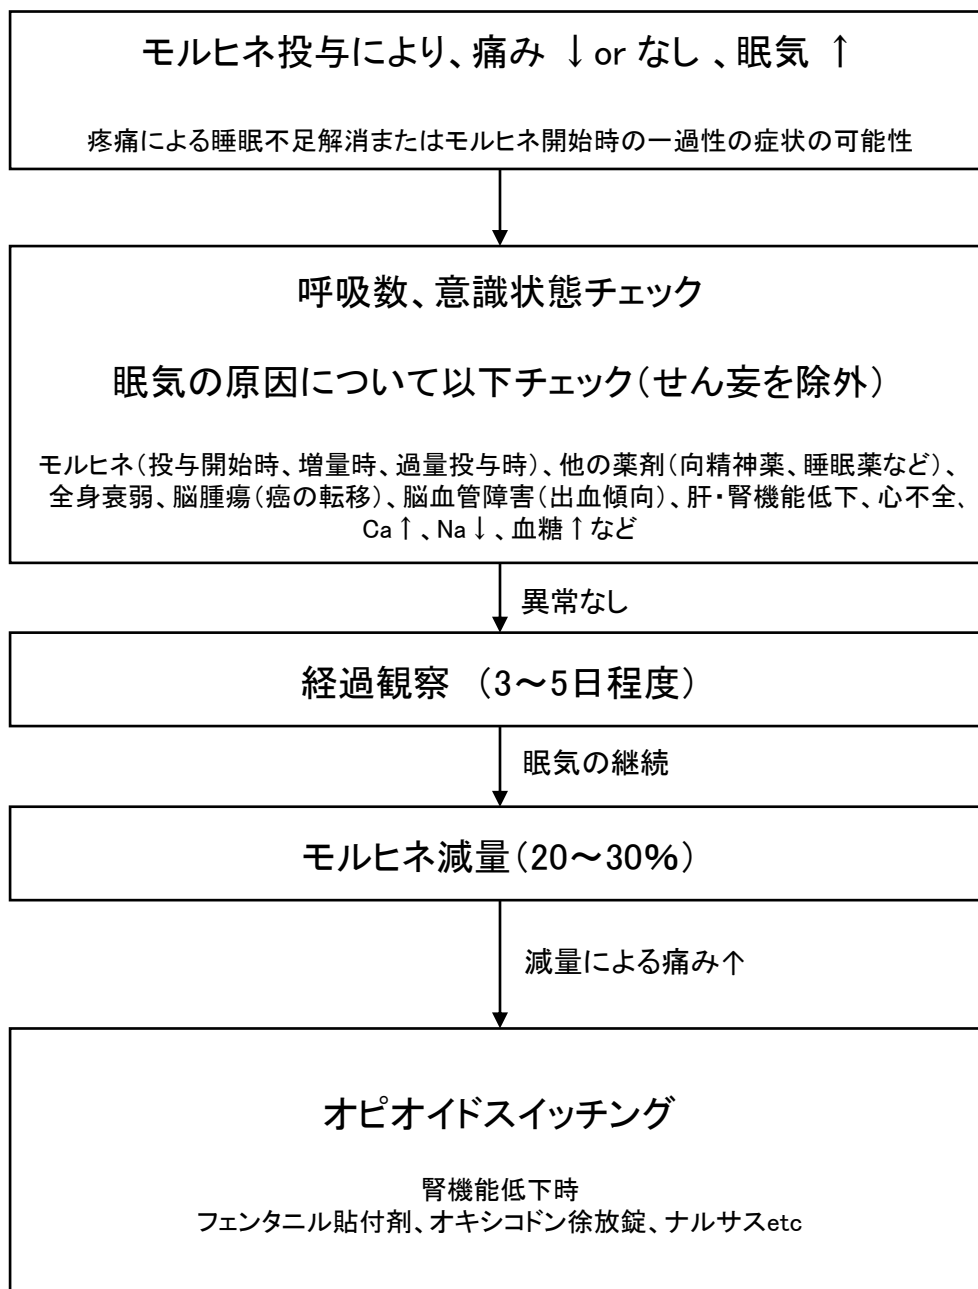 モルヒネ投与により、痛み ↓ or なし 、眠気 ↑
疼痛による睡眠不足解消またはモルヒネ開始時の一過性の症状の可能性
呼吸数、意識状態チェック
眠気の原因について以下チェック（せん妄を除外）
モルヒネ（投与開始時、増量時、過量投与時）、他の薬剤（向精神薬、睡眠薬など）、
全身衰弱、脳腫瘍（癌の転移）、脳血管障害（出血傾向）、肝・腎機能低下、心不全、
Ca↑、Na↓、血糖↑など
異常なし
経過観察 （3～5日程度）
眠気の継続
モルヒネ減量（20～30％）
減量による痛み↑
オピオイドスイッチング
腎機能低下時
フェンタニル貼付剤、オキシコドン徐放錠、ナルサスetc